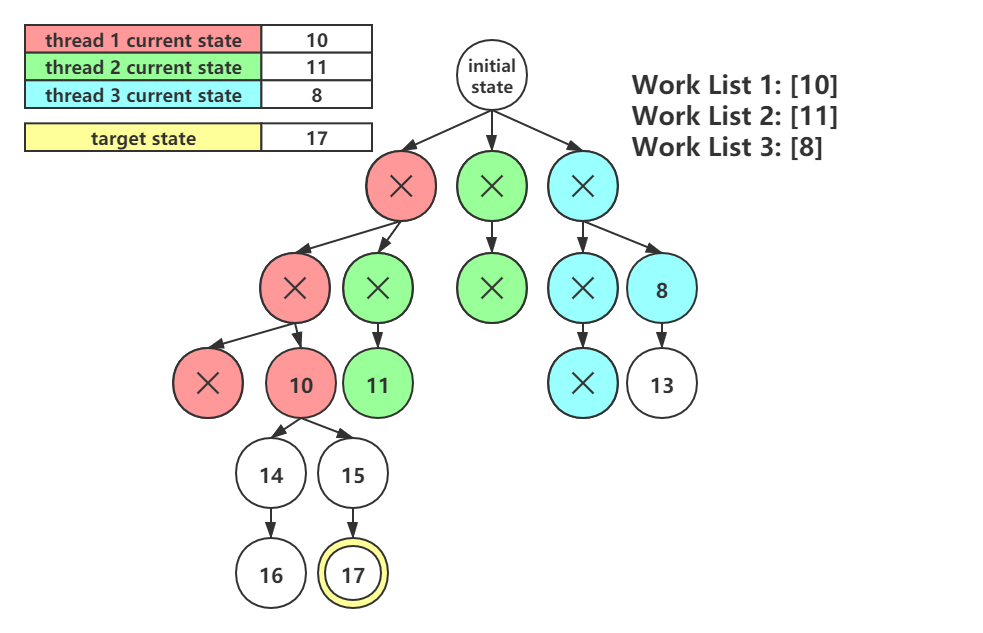 thread 1 current state 10
thread 2 current state 11
thread 3 current state 8
target state 17
initial
state
Work List 1: [10]
Work List 2: [11]
Work List 3: [8]
8
10
11
13
14
15
16
17